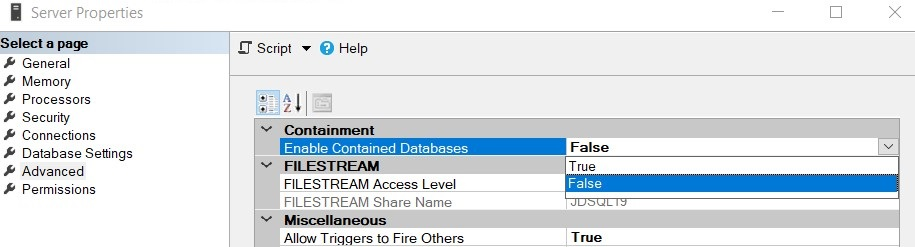 Server Properties
Select a page
General
Memory
Processors
Security
Connections
Database Settings
Advanced
Permissions
Script Help
A
Z
Containment
Enable Contained Databases False
True
False
FILESTREAM
FILESTREAM Access Level
FILESTREAM Share Name JDSQL19
Miscellaneous
Allow Triggers to Fire Others True